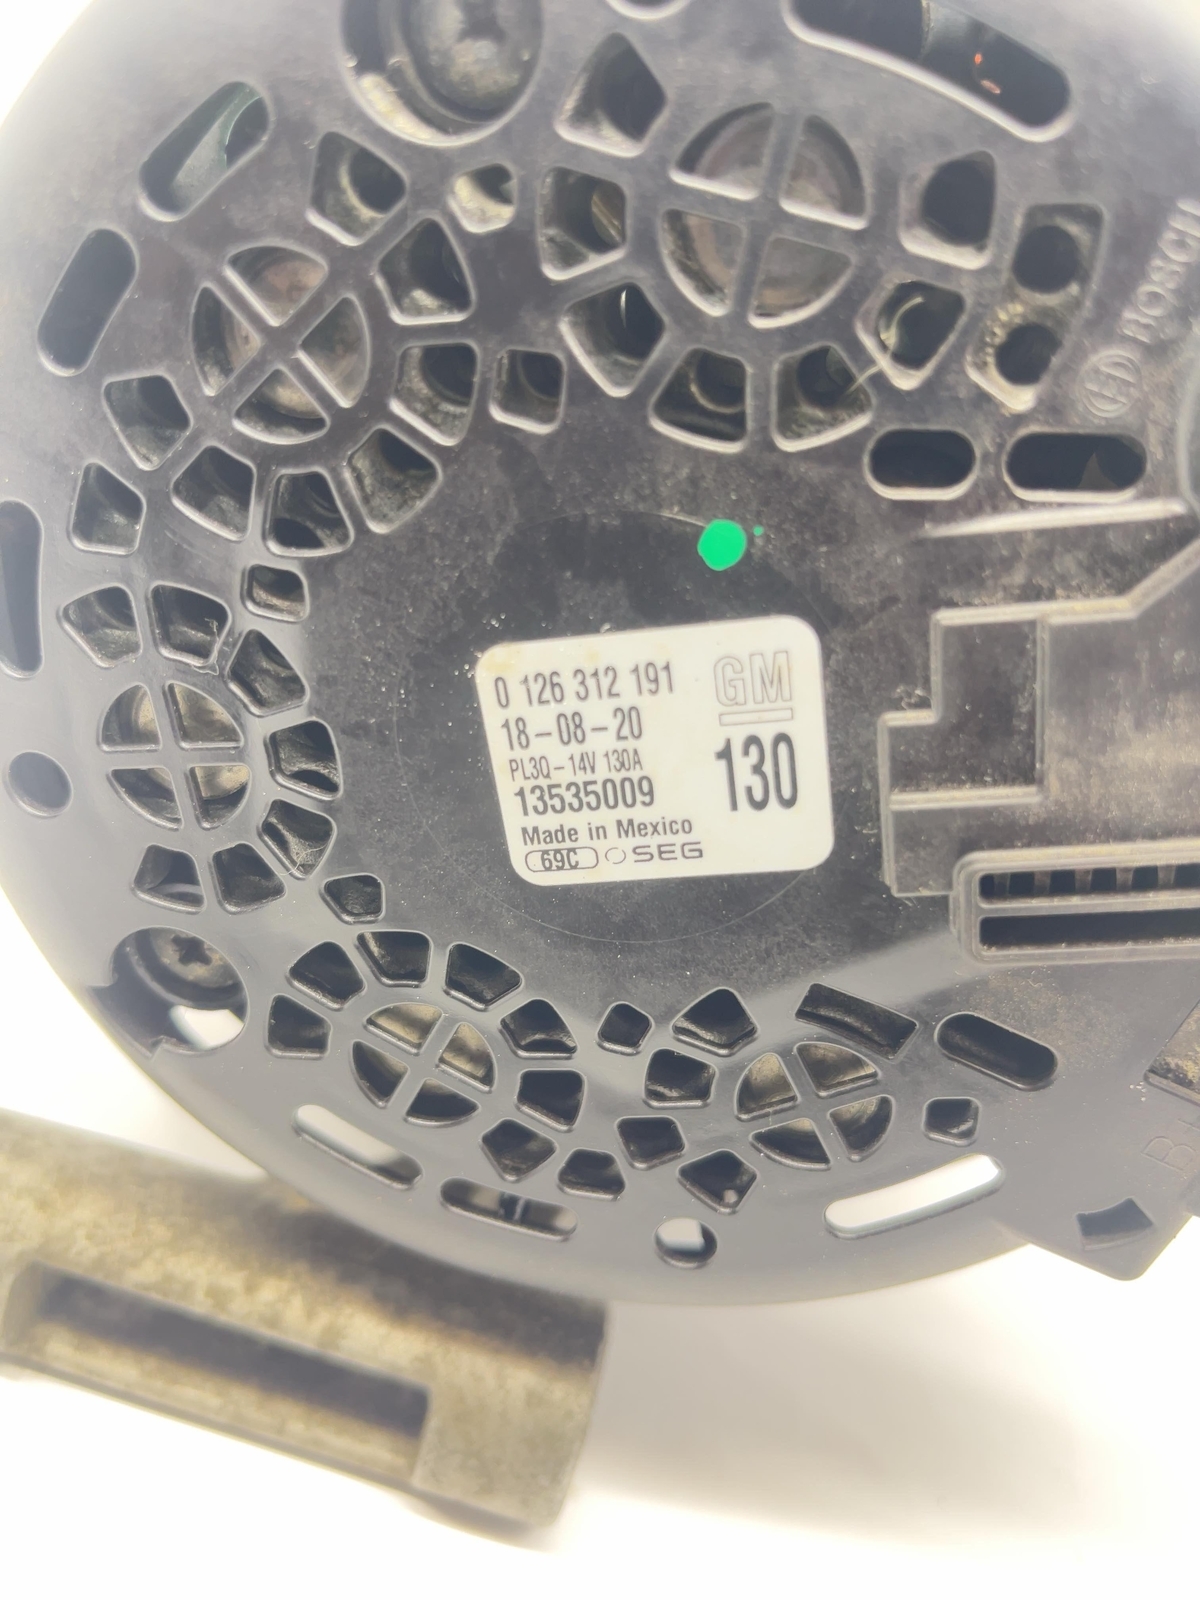 BOSCH
0 126 312 191
GM
18-08-20
PL3Q-14V 130A
130
13535009
Made in Mexico
69C SEG
B+